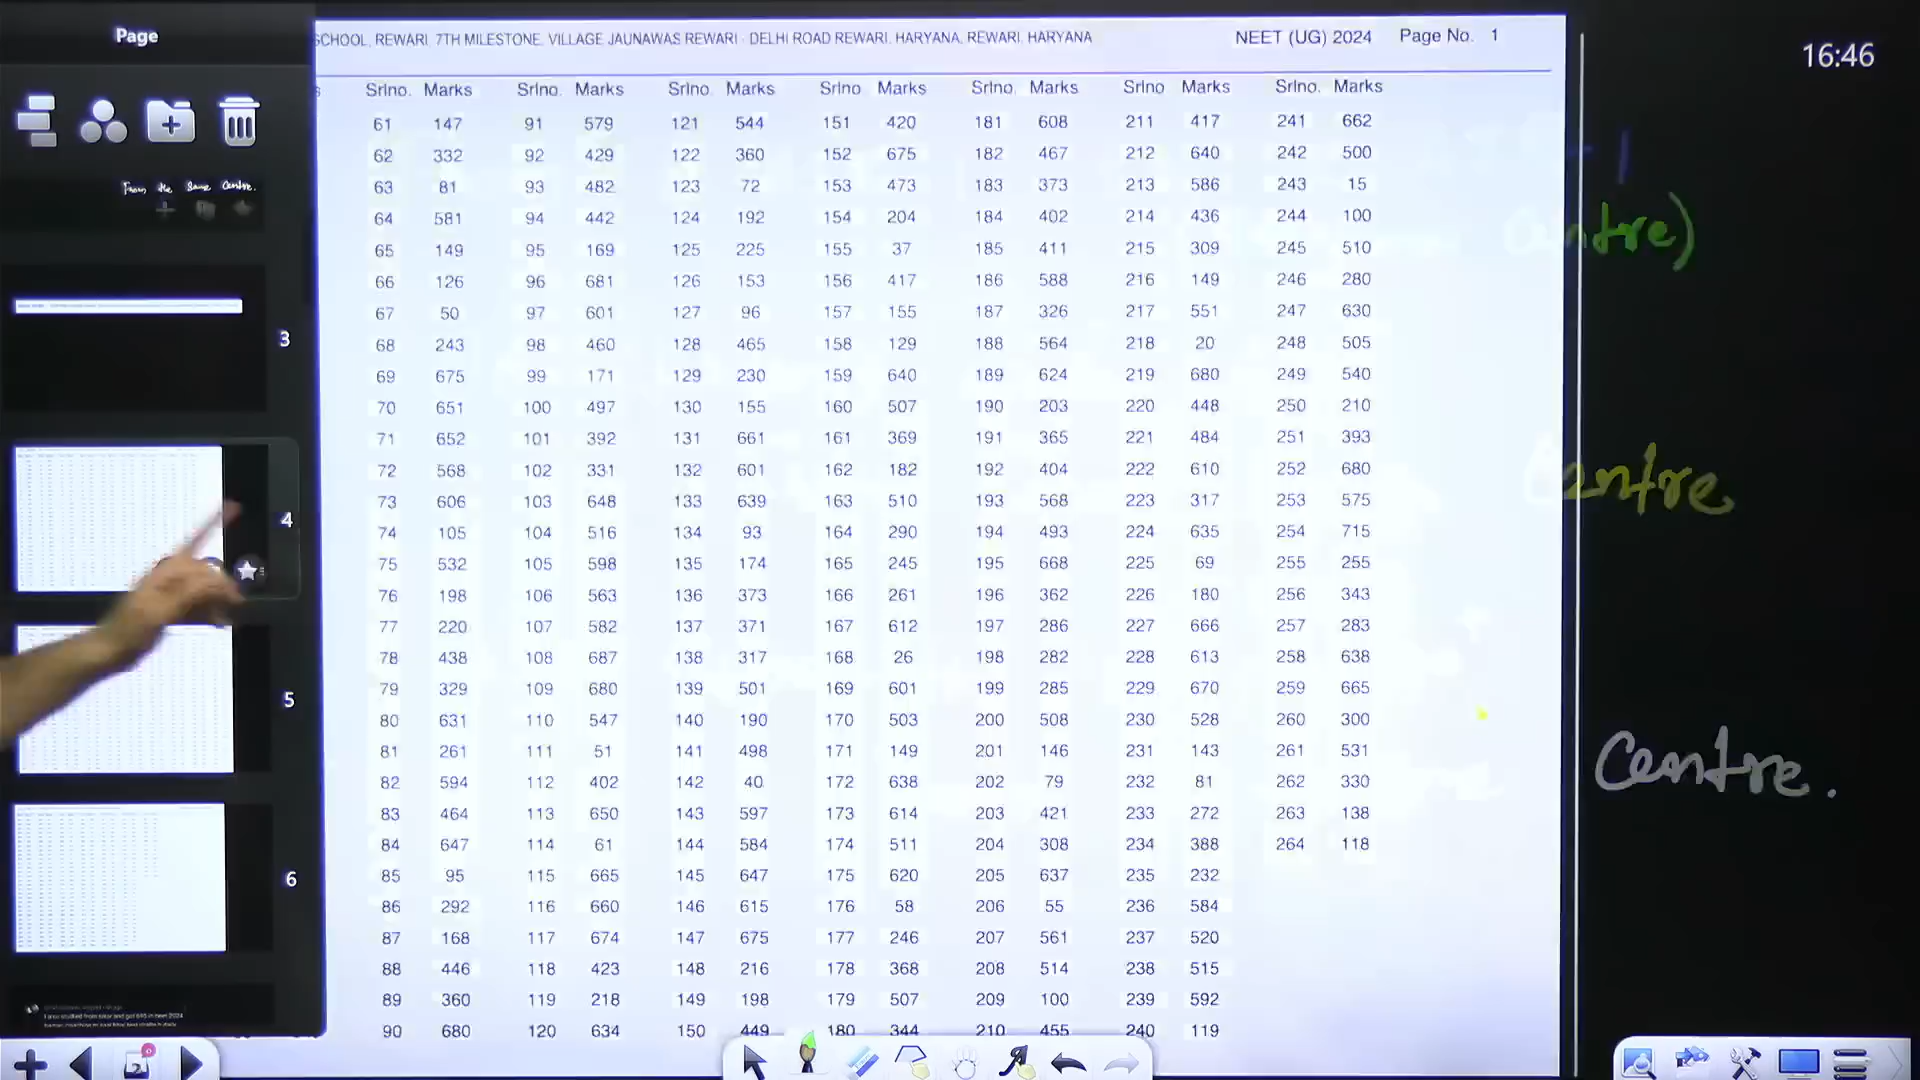 Page
SCHOOL, REWARI, 7TH MILESTONE, VILLAGE JAUNAWAS REWARI - DELHI ROAD REWARI, HARYANA, REWARI, HARYANA NEET (UG) 2024 Page No. 1
16:46
Srlno. Marks Srlno. Marks Srlno. Marks Srlno Marks Srlno. Marks Srlno Marks Srlno. Marks
61 147 91 579 121 544 151 420 181 608 211 417 241 662
62 332 92 429 122 360 152 675 182 467 212 640 242 500
63 81 93 482 123 72 153 473 183 373 213 586 243 15
64 581 94 442 124 192 154 204 184 402 214 436 244 100
65 149 95 169 125 225 155 37 185 411 215 309 245 510
66 126 96 681 126 153 156 417 186 588 216 149 246 280
67 50 97 601 127 96 157 155 187 326 217 551 247 630
68 243 98 460 128 465 158 129 188 564 218 20 248 505
69 675 99 171 129 230 159 640 189 624 219 680 249 540
70 651 100 497 130 155 160 507 190 203 220 448 250 210
71 652 101 392 131 661 161 369 191 365 221 484 251 393
72 568 102 331 132 601 162 182 192 404 222 610 252 680
73 606 103 648 133 639 163 510 193 568 223 317 253 575
74 105 104 516 134 93 164 290 194 493 224 635 254 715
75 532 105 598 135 174 165 245 195 668 225 69 255 255
76 198 106 563 136 373 166 261 196 362 226 180 256 343
77 220 107 582 137 371 167 612 197 286 227 666 257 283
78 438 108 687 138 317 168 26 198 282 228 613 258 638
79 329 109 680 139 501 169 601 199 285 229 670 259 665
80 631 110 547 140 190 170 503 200 508 230 528 260 300
81 261 111 51 141 498 171 149 201 146 231 143 261 531
82 594 112 402 142 40 172 638 202 79 232 81 262 330
83 464 113 650 143 597 173 614 203 421 233 272 263 138
84 647 114 61 144 584 174 511 204 308 234 388 264 118
85 95 115 665 145 647 175 620 205 637 235 232
86 292 116 660 146 615 176 58 206 55 236 584
87 168 117 674 147 675 177 246 207 561 237 520
88 446 118 423 148 216 178 368 208 514 238 515
89 360 119 218 149 198 179 507 209 100 239 592
90 680 120 634 150 449 180 344 210 455 240 119
From the Same Centre.
3
4
5
6
Centre)
Centre
Centre.